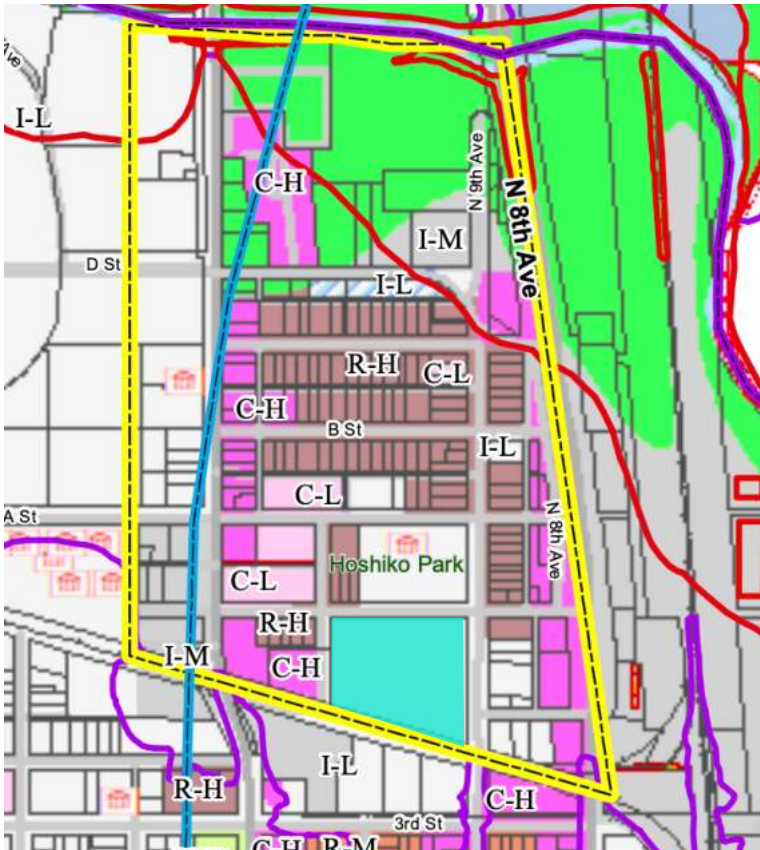 Ave
I-L
N 9th Ave
C-H
N 8th Ave
I-M
D St
I-L
R-H
C-L
C-H
B St
I-L
C-L
A St
N 8th Ave
Hoshiko Park
C-L
R-H
I-M
C-H
I-L
R-H
C-H
3rd St
C-H
R-M